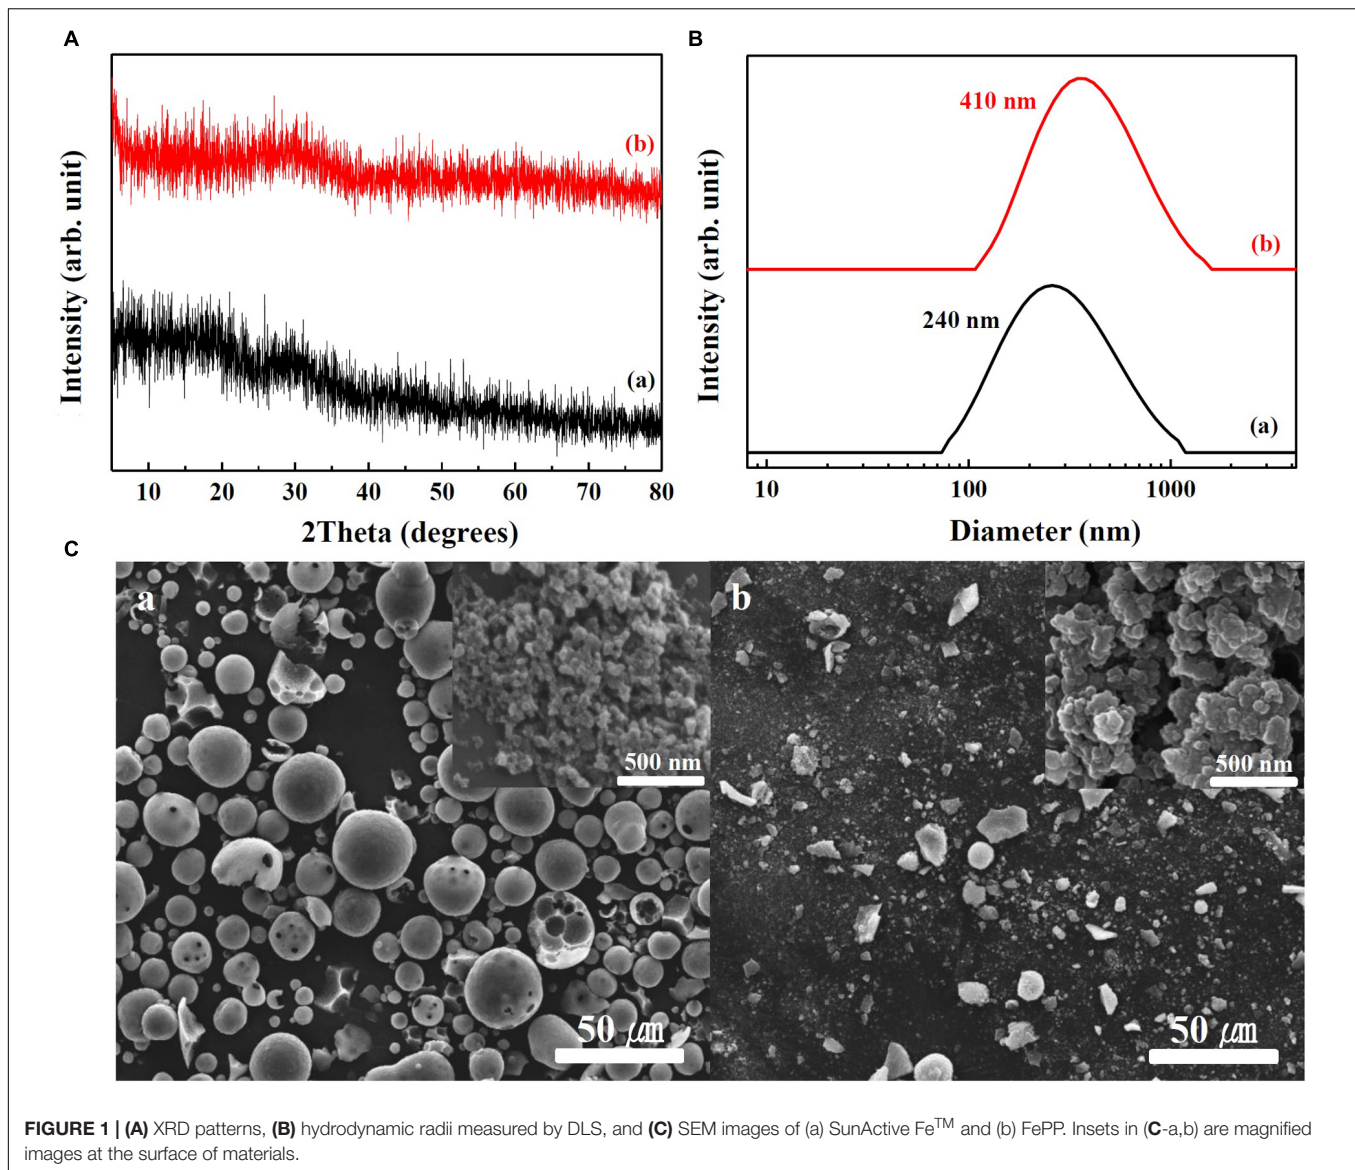 A
Intensity (arb. unit)
(b)
(a)
10 20 30 40 50 60 70 80
2Theta (degrees)
B
Intensity (arb. unit)
410 nm
(b)
240 nm
(a)
10 100 1000
Diameter (nm)
C
a
500 nm
50 μm
b
500 nm
50 μm
FIGURE 1 | (A) XRD patterns, (B) hydrodynamic radii measured by DLS, and (C) SEM images of (a) SunActive Fe™ and (b) FePP. Insets in (C-a,b) are magnified
images at the surface of materials.